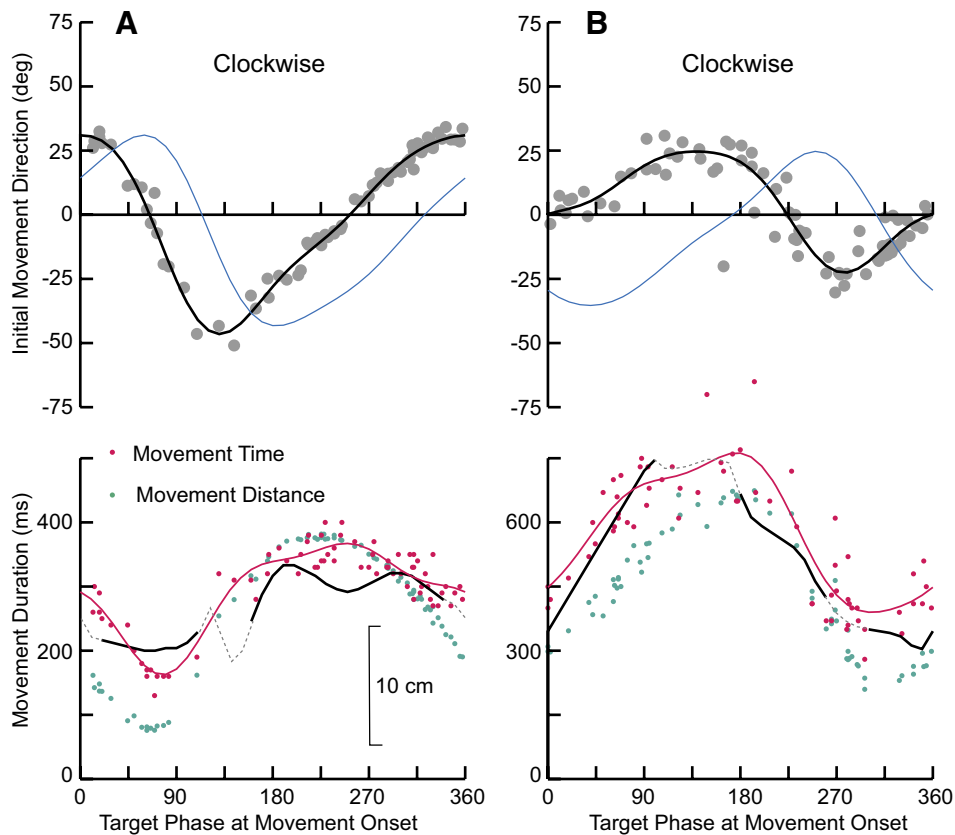 A
B
Clockwise
Clockwise
Initial Movement Direction (deg)
75
50
25
0
-25
-50
-75
75
50
25
0
-25
-50
-75
Movement Time
Movement Distance
Movement Duration (ms)
400
200
0
10 cm
600
300
0
0
90
180
270
360
0
90
180
270
360
Target Phase at Movement Onset
Target Phase at Movement Onset